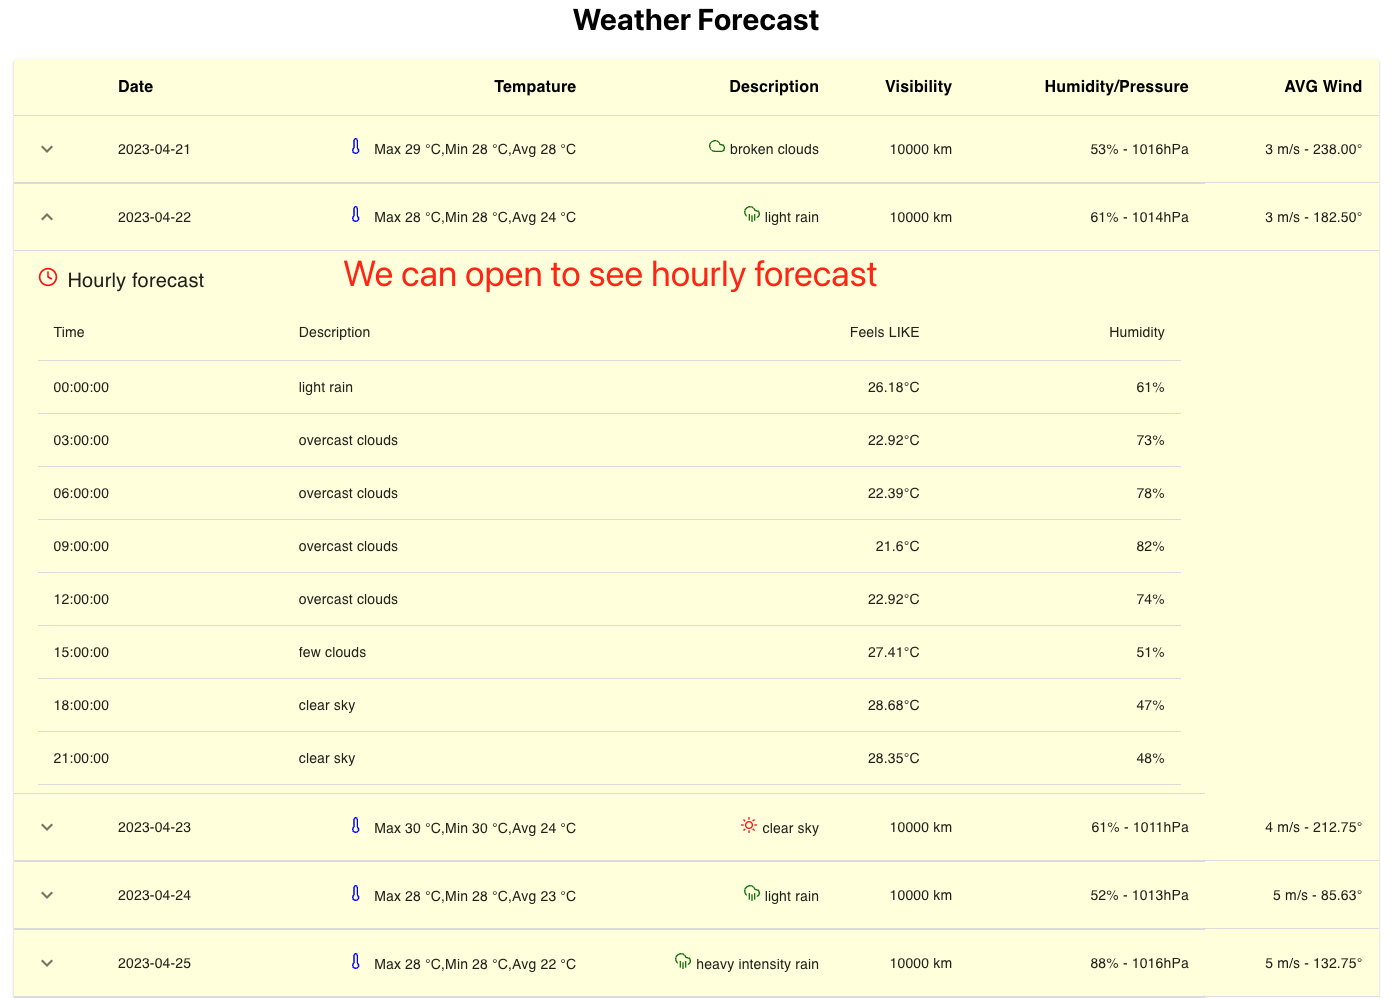 Weather Forecast
Date Tempature Description Visibility Humidity/Pressure AVG Wind
2023-04-21 Max 29 °C,Min 28 °C,Avg 28 °C broken clouds 10000 km 53% - 1016hPa 3 m/s - 238.00°
2023-04-22 Max 28 °C,Min 28 °C,Avg 24 °C light rain 10000 km 61% - 1014hPa 3 m/s - 182.50°
Hourly forecast We can open to see hourly forecast
Time Description Feels LIKE Humidity
00:00:00 light rain 26.18°C 61%
03:00:00 overcast clouds 22.92°C 73%
06:00:00 overcast clouds 22.39°C 78%
09:00:00 overcast clouds 21.6°C 82%
12:00:00 overcast clouds 22.92°C 74%
15:00:00 few clouds 27.41°C 51%
18:00:00 clear sky 28.68°C 47%
21:00:00 clear sky 28.35°C 48%
2023-04-23 Max 30 °C,Min 30 °C,Avg 24 °C clear sky 10000 km 61% - 1011hPa 4 m/s - 212.75°
2023-04-24 Max 28 °C,Min 28 °C,Avg 23 °C light rain 10000 km 52% - 1013hPa 5 m/s - 85.63°
2023-04-25 Max 28 °C,Min 28 °C,Avg 22 °C heavy intensity rain 10000 km 88% - 1016hPa 5 m/s - 132.75°